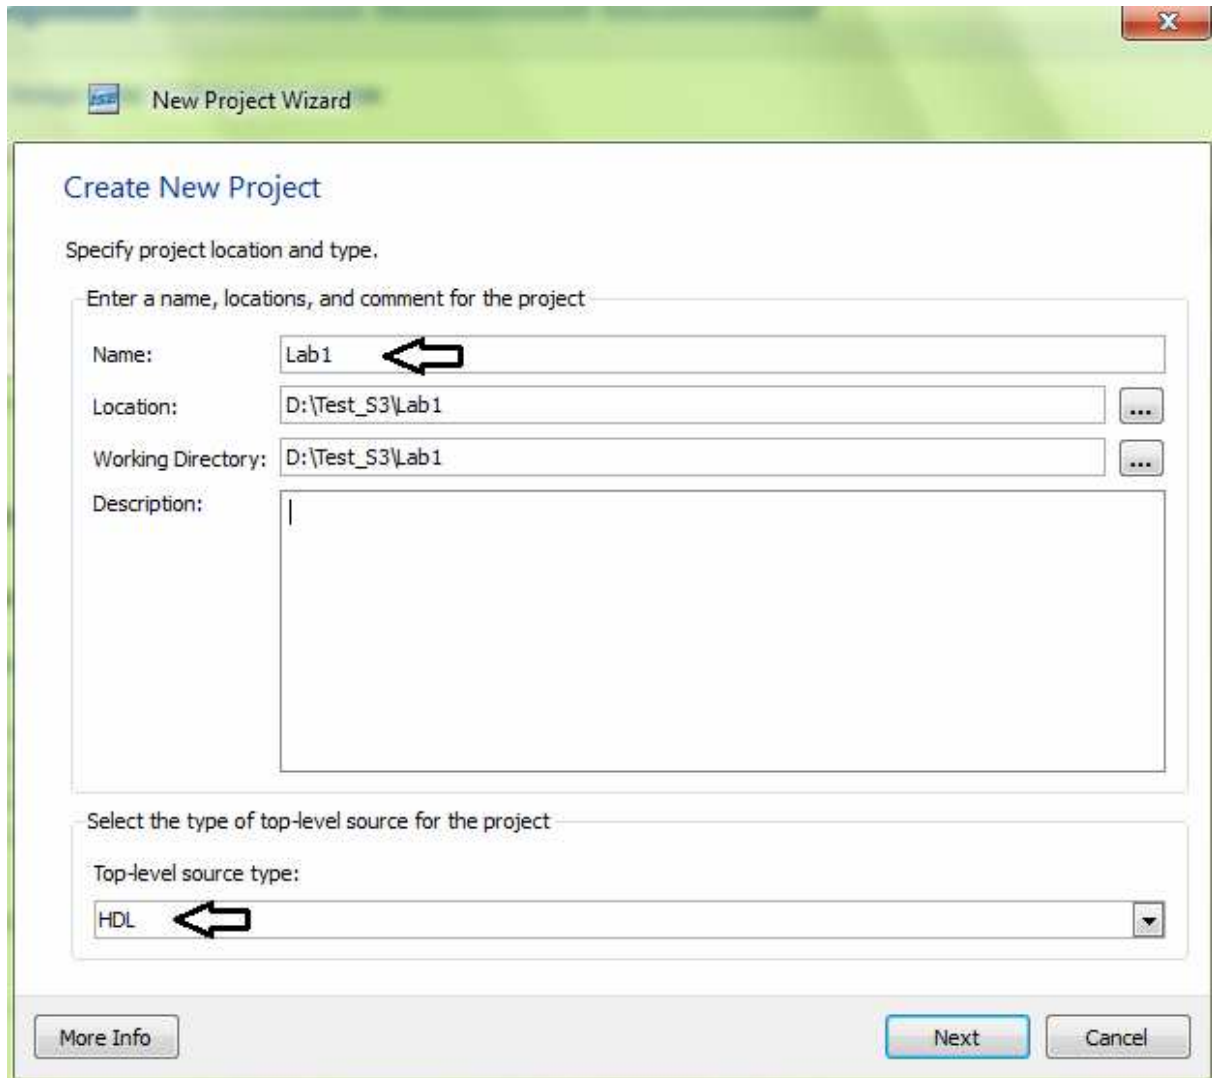 ISE New Project Wizard
Create New Project
Specify project location and type.
Enter a name, locations, and comment for the project
Name: Lab1
Location: D:\Test_S3\Lab1 ...
Working Directory: D:\Test_S3\Lab1 ...
Description:
Select the type of top-level source for the project
Top-level source type:
HDL
More Info Next Cancel